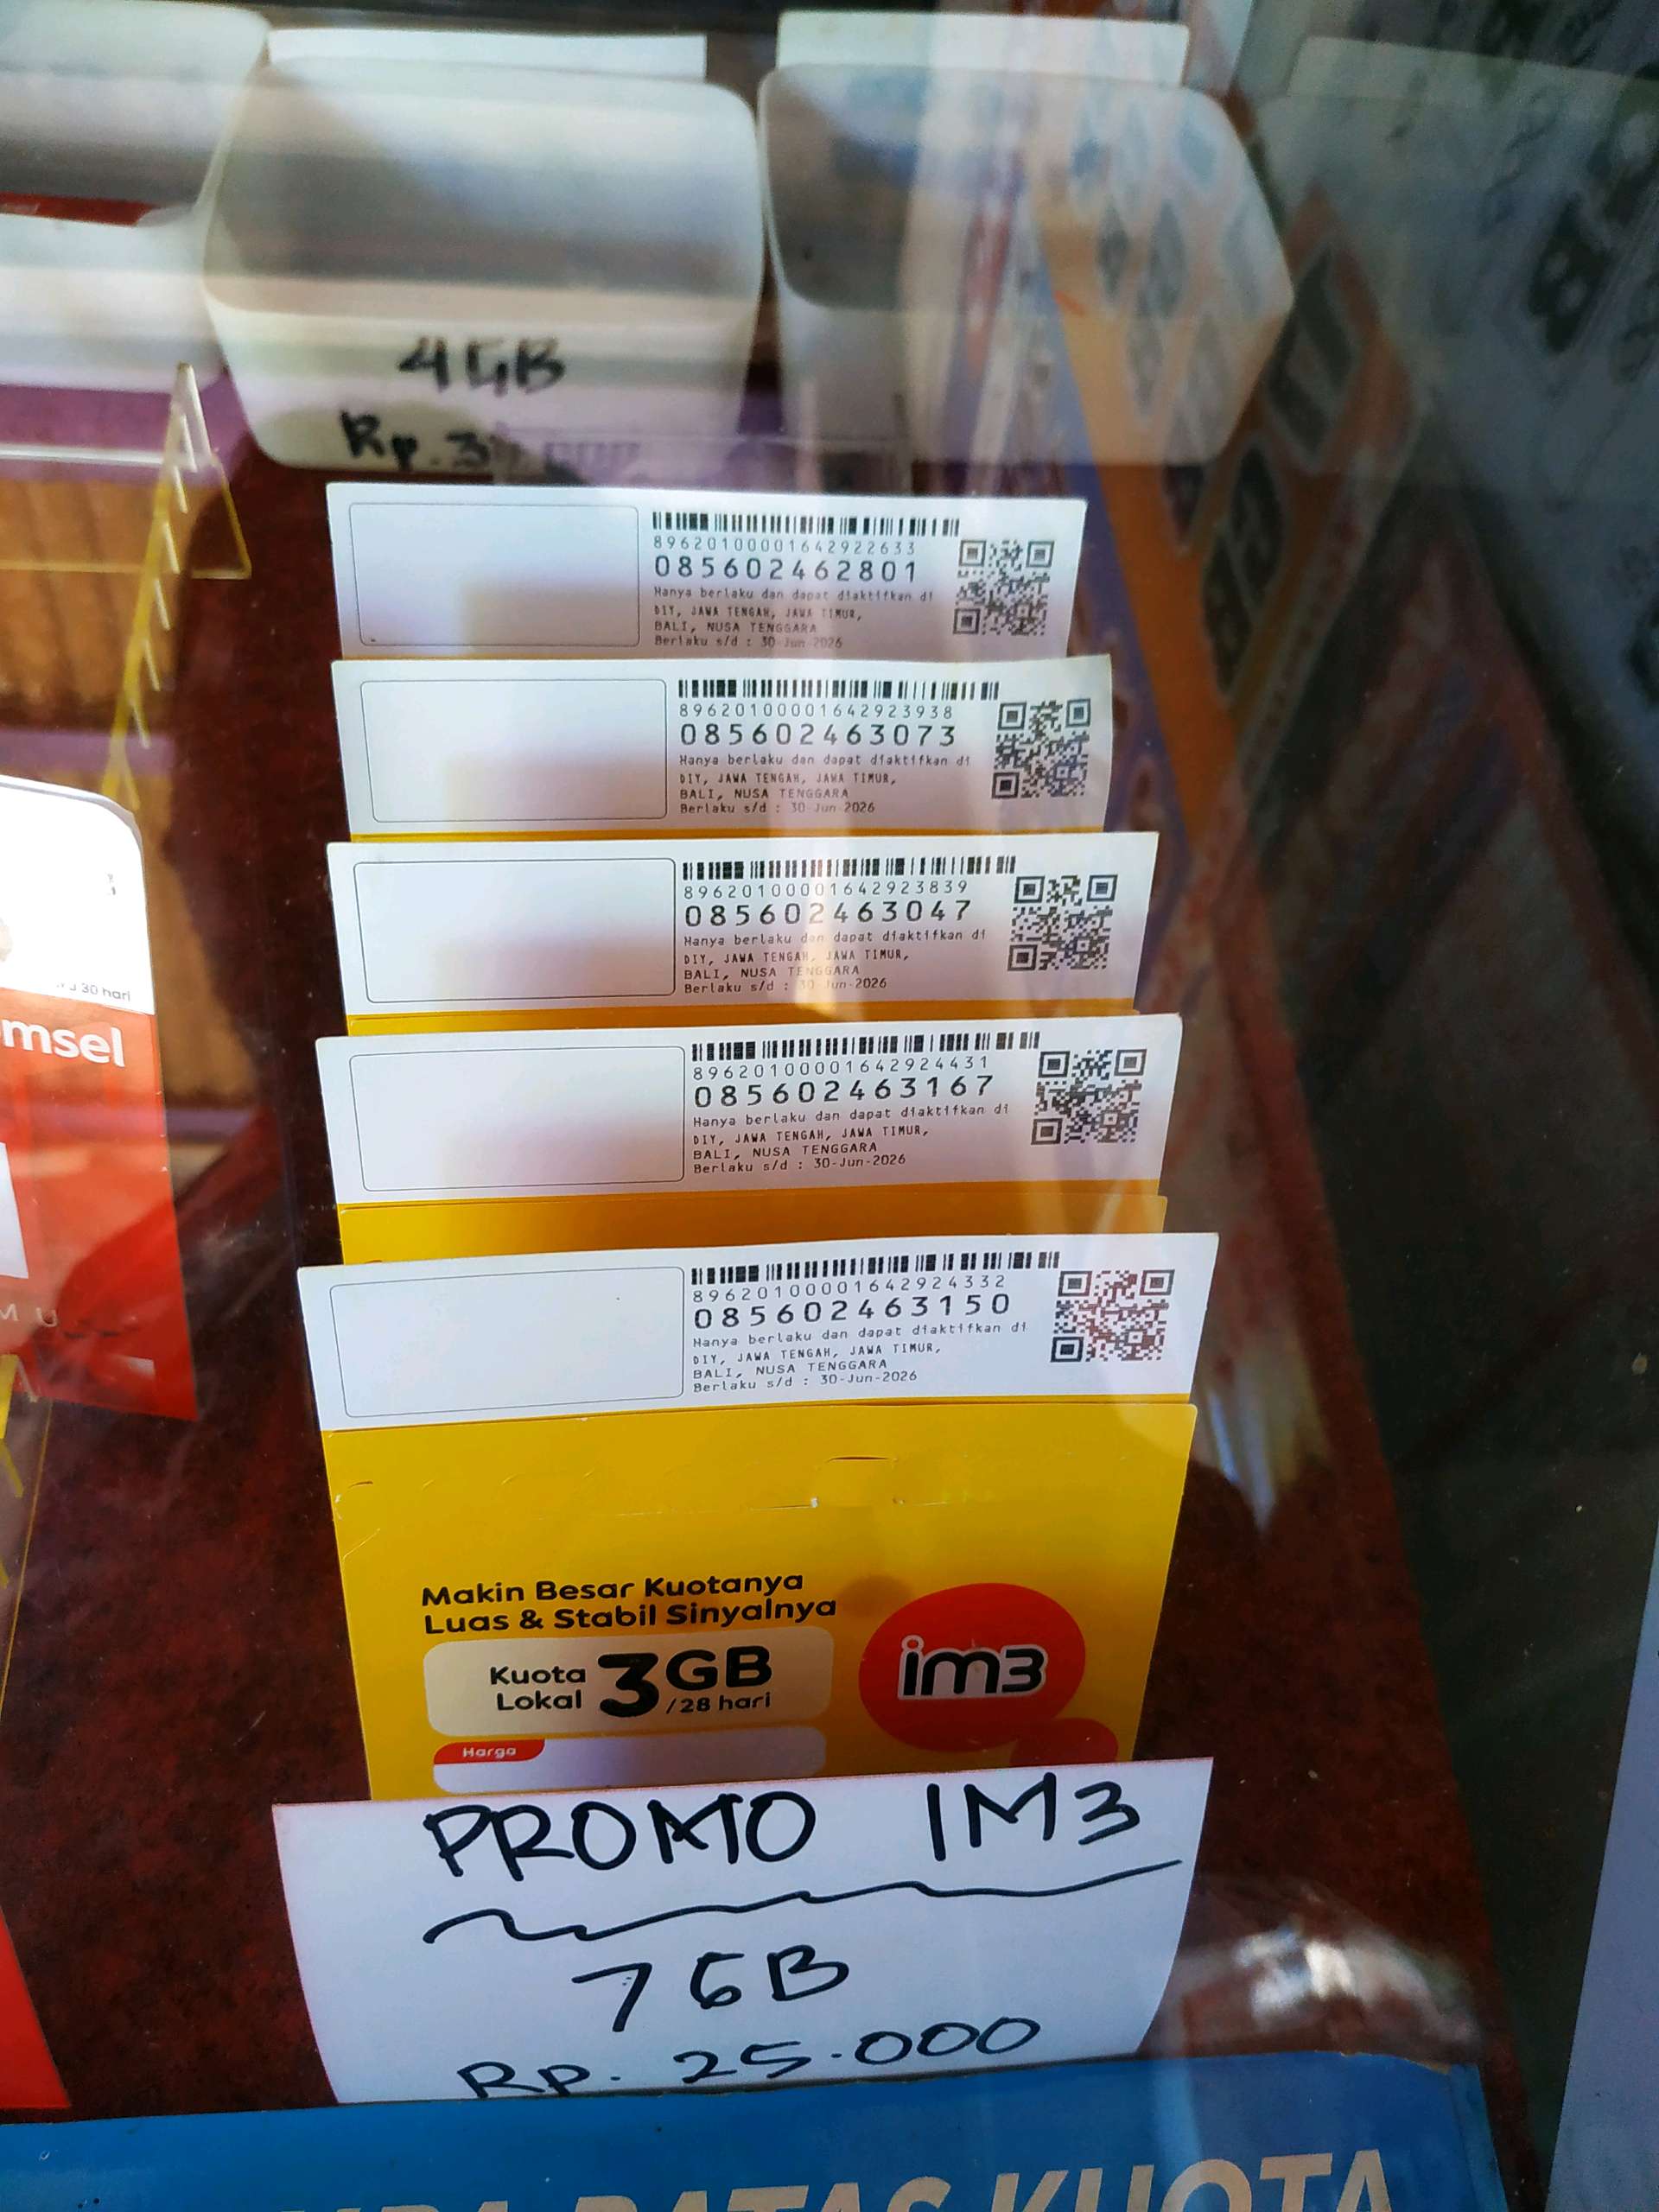 4GB
Rp. 3
89620100001642922633
085602462801
Hanya berlaku dan dapat diaktifkan di
DIY, JAWA TENGAH, JAWA TIMUR,
BALI, NUSA TENGGARA
Berlaku s/d : 30-Jun-2026
89620100001642923938
085602463073
Hanya berlaku dan dapat diaktifkan di
DIY, JAWA TENGAH, JAWA TIMUR,
BALI, NUSA TENGGARA
Berlaku s/d : 30-Jun-2026
89620100001642923839
085602463047
Hanya berlaku dan dapat diaktifkan di
DIY, JAWA TENGAH, JAWA TIMUR,
BALI, NUSA TENGGARA
Berlaku s/d : 30-Jun-2026
30 hari
msel
89620100001642924431
085602463167
Hanya berlaku dan dapat diaktifkan di
DIY, JAWA TENGAH, JAWA TIMUR,
BALI, NUSA TENGGARA
Berlaku s/d : 30-Jun-2026
MU
89620100001642924332
085602463150
Hanya berlaku dan dapat diaktifkan di
DIY, JAWA TENGAH, JAWA TIMUR,
BALI, NUSA TENGGARA
Berlaku s/d : 30-Jun-2026
Makin Besar Kuotanya
Luas & Stabil Sinyalnya
Kuota Lokal 3GB /28 hari
im3
Harga
PROMO IM3
7GB
Rp. 25.000
BATAS KUOTA